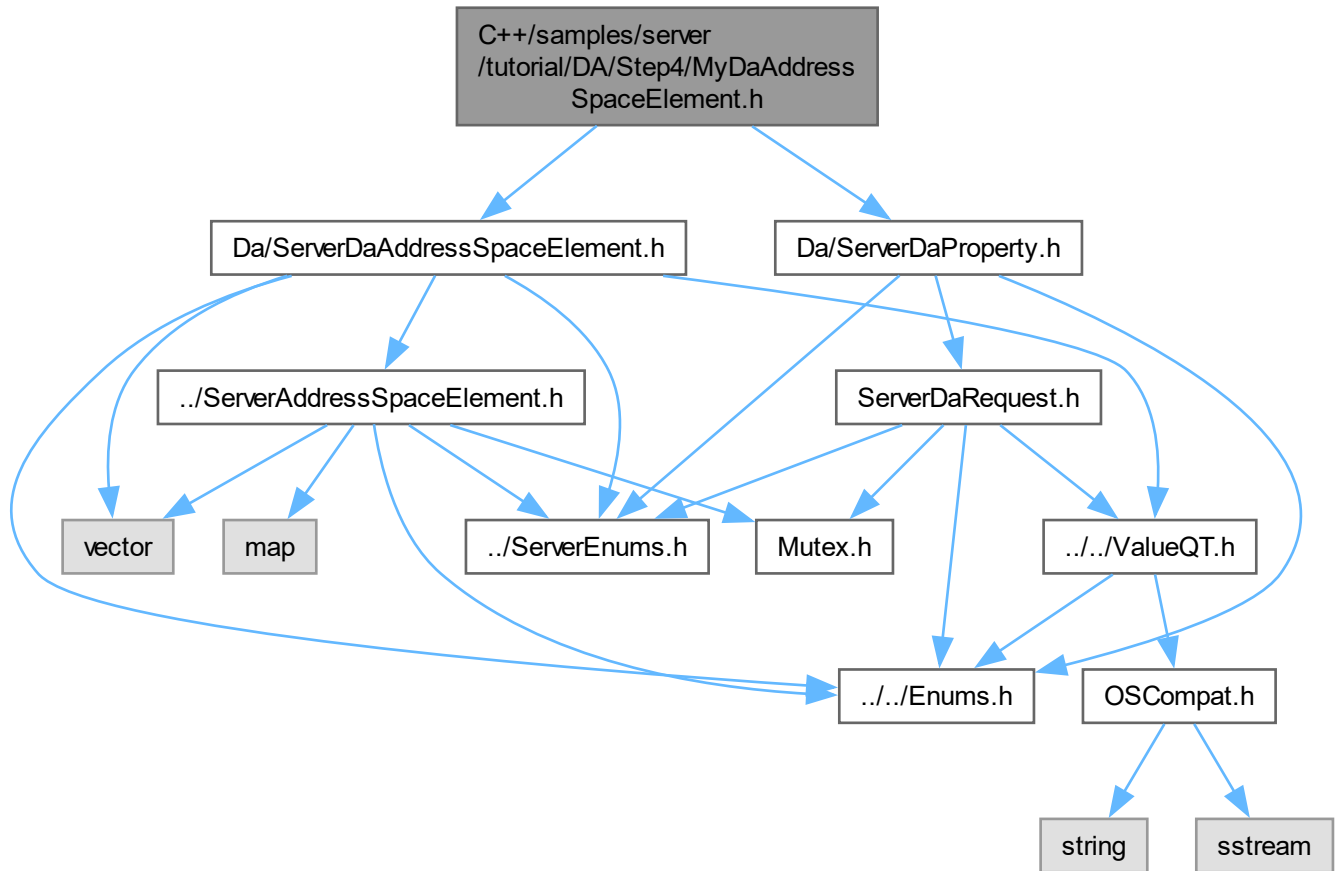 C++/samples/server
/tutorial/DA/Step4/MyDaAddress
SpaceElement.h
Da/ServerDaAddressSpaceElement.h
Da/ServerDaProperty.h
../ServerAddressSpaceElement.h
ServerDaRequest.h
vector
map
../ServerEnums.h
Mutex.h
../../ValueQT.h
../../Enums.h
OSCompat.h
string
sstream